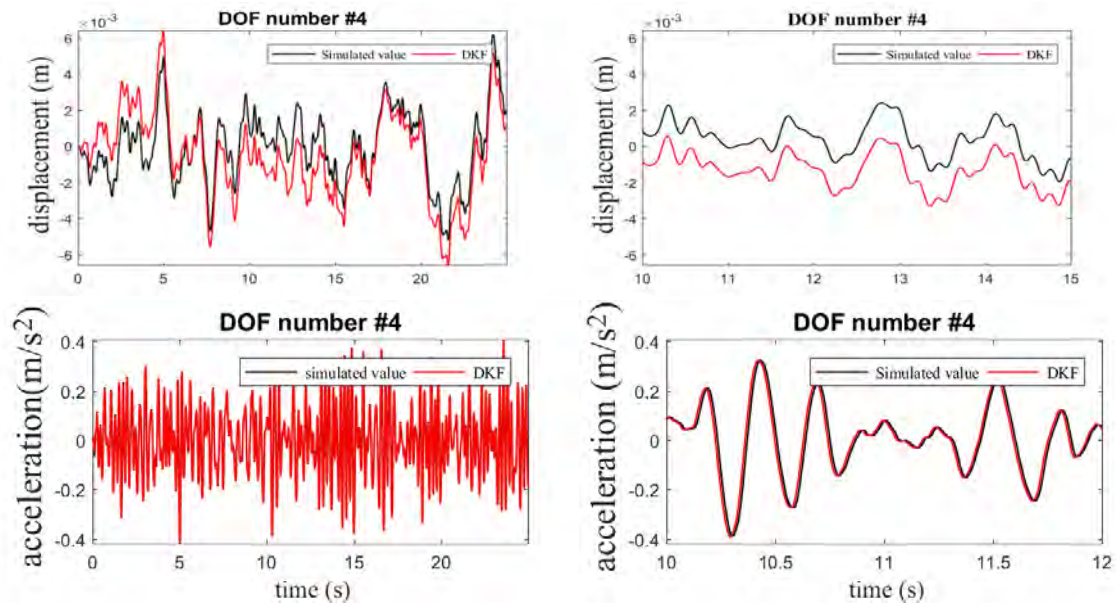 DOF number #4
×10⁻³
Simulated value DKF
displacement (m)
6
4
2
0
-2
-4
-6
0 5 10 15 20
DOF number #4
×10⁻³
Simulated value DKF
displacement (m)
6
4
2
0
-2
-4
-6
10 11 12 13 14 15
DOF number #4
simulated value DKF
acceleration(m/s²)
0.4
0.2
0
-0.2
-0.4
0 5 10 15 20
time (s)
DOF number #4
Simulated value DKF
acceleration (m/s²)
0.4
0.2
0
-0.2
-0.4
10 10.5 11 11.5 12
time (s)